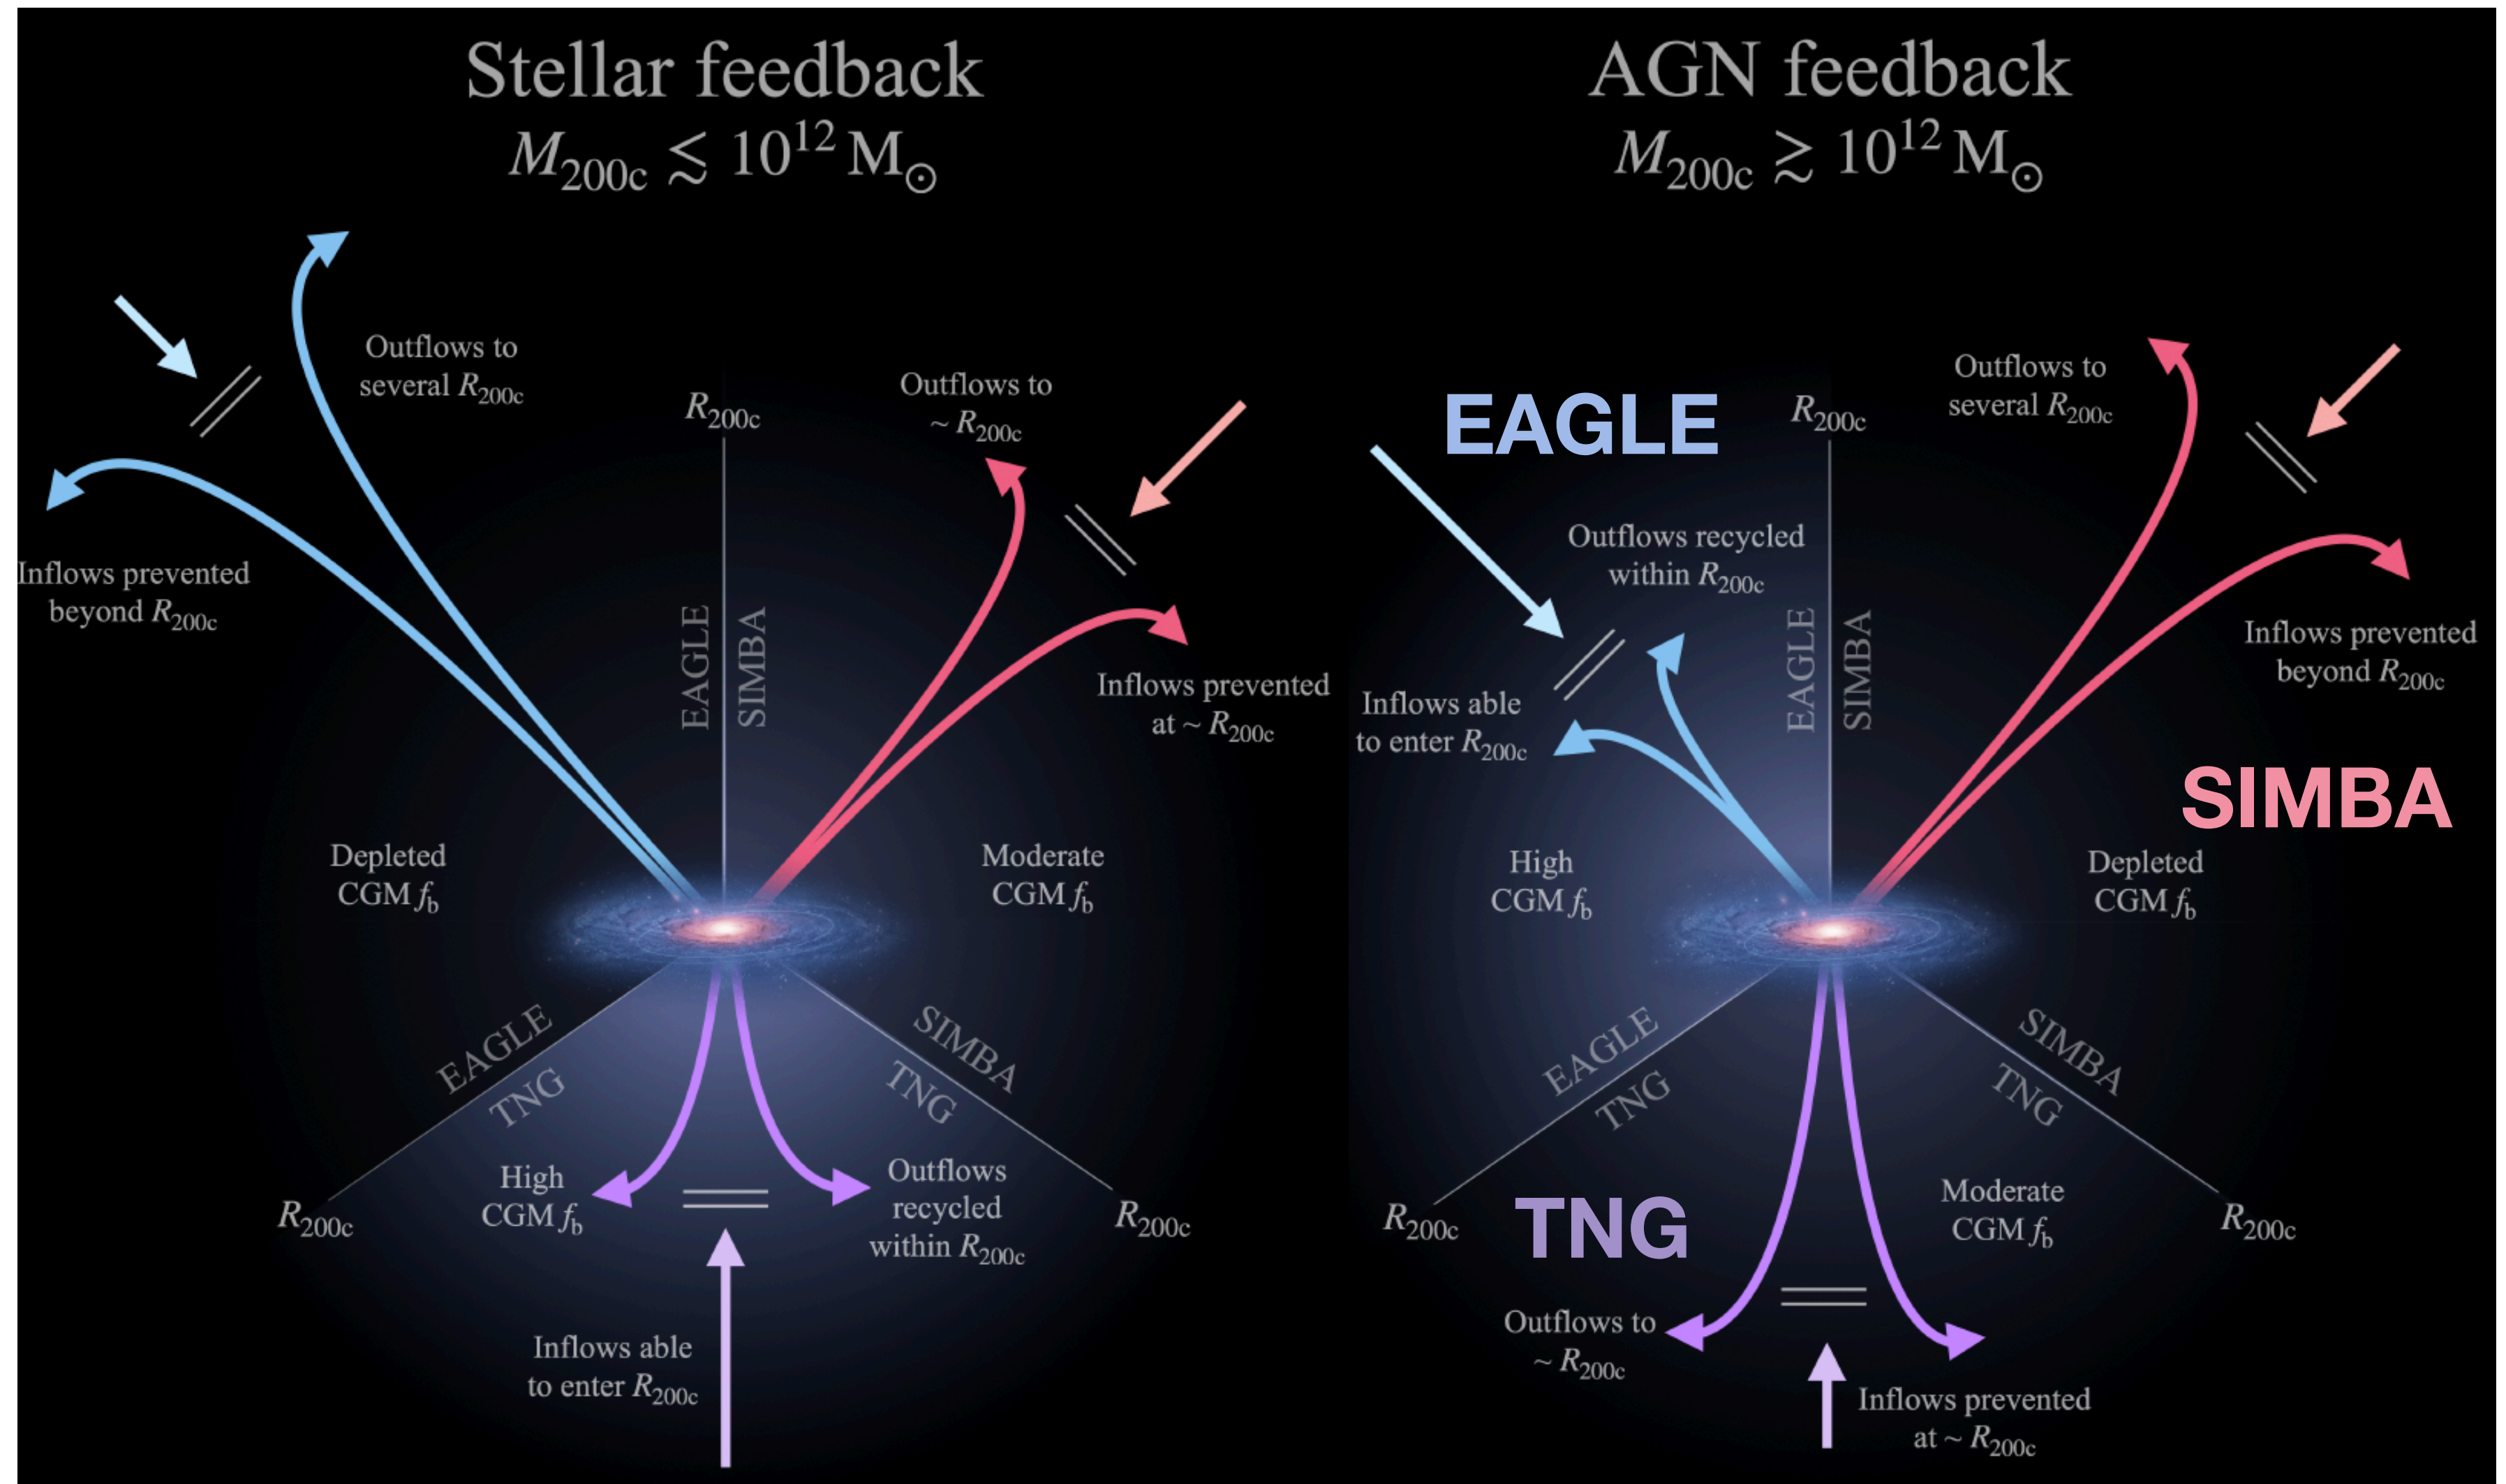 Stellar feedback
M200c ≲ 10¹² M⊙
Outflows to
several R200c
Inflows prevented
beyond R200c
R200c
Outflows to
~ R200c
Inflows prevented
at ~ R200c
EAGLE
SIMBA
Depleted
CGM fb
Moderate
CGM fb
EAGLE
TNG
SIMBA
TNG
High
CGM fb
Outflows
recycled
within R200c
R200c
R200c
Inflows able
to enter R200c
AGN feedback
M200c ≳ 10¹² M⊙
EAGLE
R200c
Outflows to
several R200c
Outflows recycled
within R200c
Inflows able
to enter R200c
EAGLE
SIMBA
Inflows prevented
beyond R200c
SIMBA
High
CGM fb
Depleted
CGM fb
EAGLE
TNG
SIMBA
TNG
R200c
TNG
Moderate
CGM fb
R200c
Outflows to
~ R200c
Inflows prevented
at ~ R200c